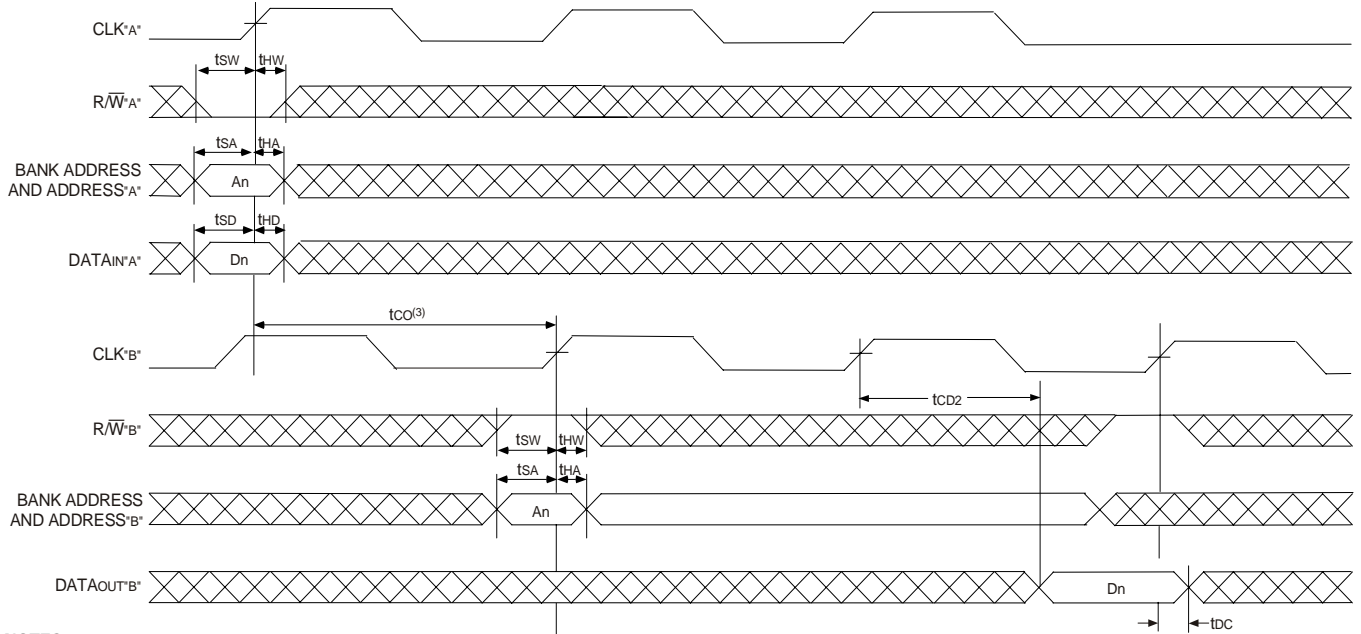 CLK"A"
tSW tHW
R/W̅"A"
tSA tHA
BANK ADDRESS
AND ADDRESS"A"
An
tSD tHD
DATAIN"A"
Dn
tCO(3)
CLK"B"
tCD2
R/W̅"B"
tSW tHW
tSA tHA
BANK ADDRESS
AND ADDRESS"B"
An
DATAOUT"B"
Dn
tDC